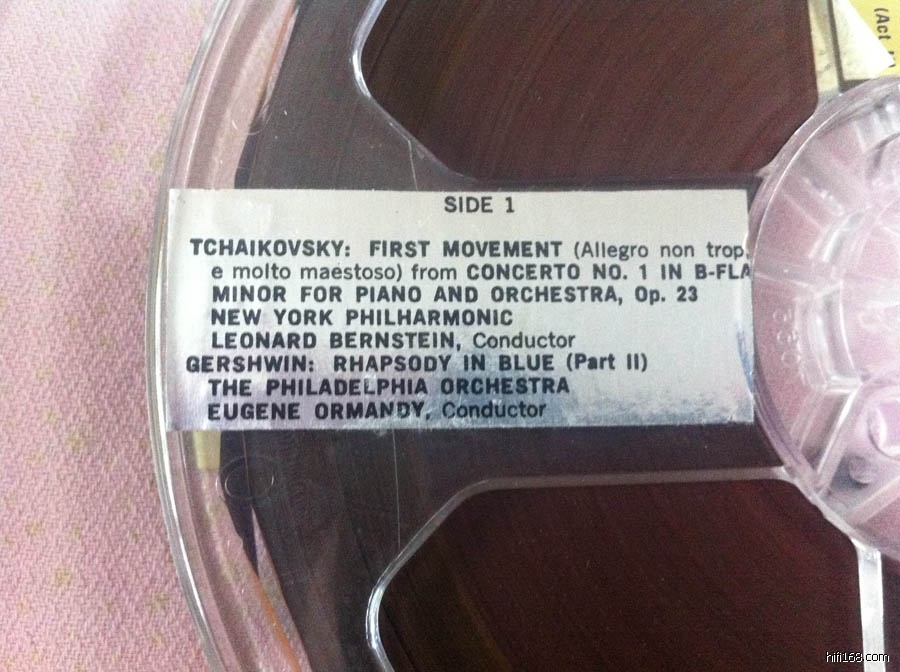 (Act I
SIDE 1
TCHAIKOVSKY: FIRST MOVEMENT (Allegro non trop
e molto maestoso) from CONCERTO NO. 1 IN B-FLA
MINOR FOR PIANO AND ORCHESTRA, Op. 23
NEW YORK PHILHARMONIC
LEONARD BERNSTEIN, Conductor
GERSHWIN: RHAPSODY IN BLUE (Part II)
THE PHILADELPHIA ORCHESTRA
EUGENE ORMANDY, Conductor
hifi168.com